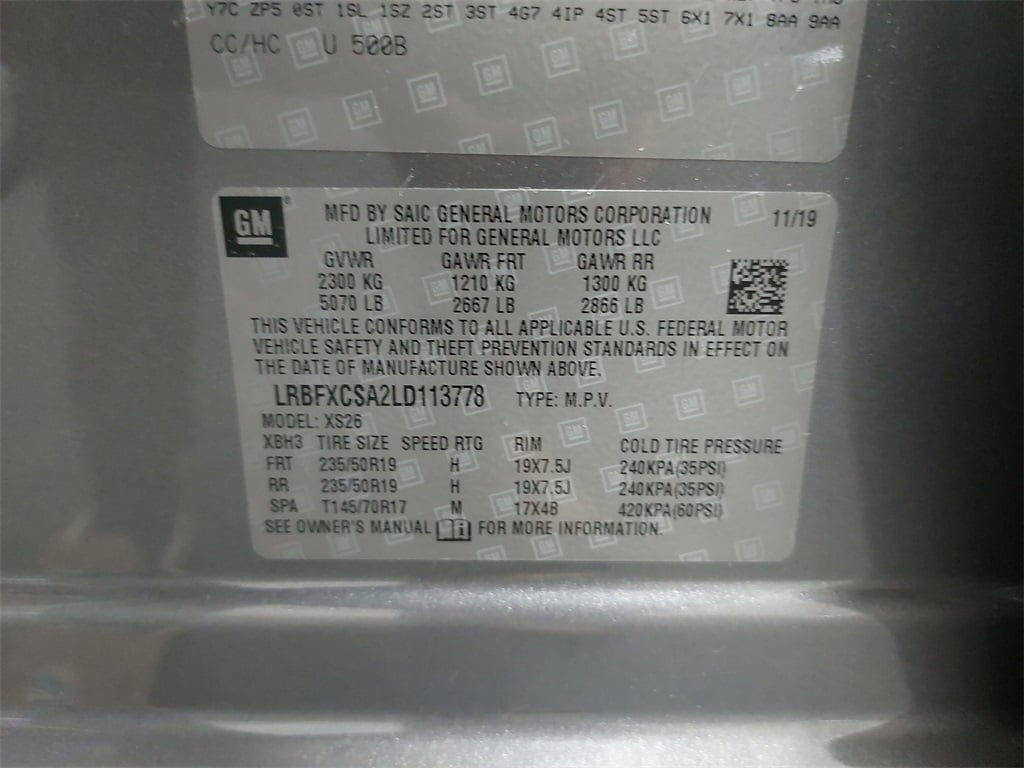 Y7C ZP5 0ST 1SL 1SZ 2ST 3ST 4G7 4IP 4ST 5ST 6X1 7X1 8AA 9AA
CC/HC U 500B
GM
MFD BY SAIC GENERAL MOTORS CORPORATION 11/19
LIMITED FOR GENERAL MOTORS LLC
GVWR GAWR FRT GAWR RR
2300 KG 1210 KG 1300 KG
5070 LB 2667 LB 2866 LB
THIS VEHICLE CONFORMS TO ALL APPLICABLE U.S. FEDERAL MOTOR
VEHICLE SAFETY AND THEFT PREVENTION STANDARDS IN EFFECT ON
THE DATE OF MANUFACTURE SHOWN ABOVE.
LRBFXCSA2LD113778 TYPE: M.P.V.
MODEL: XS26
XBH3 TIRE SIZE SPEED RTG RIM COLD TIRE PRESSURE
FRT 235/50R19 H 19X7.5J 240KPA(35PSI)
RR 235/50R19 H 19X7.5J 240KPA(35PSI)
SPA T145/70R17 M 17X4B 420KPA(60PSI)
SEE OWNER'S MANUAL FOR MORE INFORMATION.